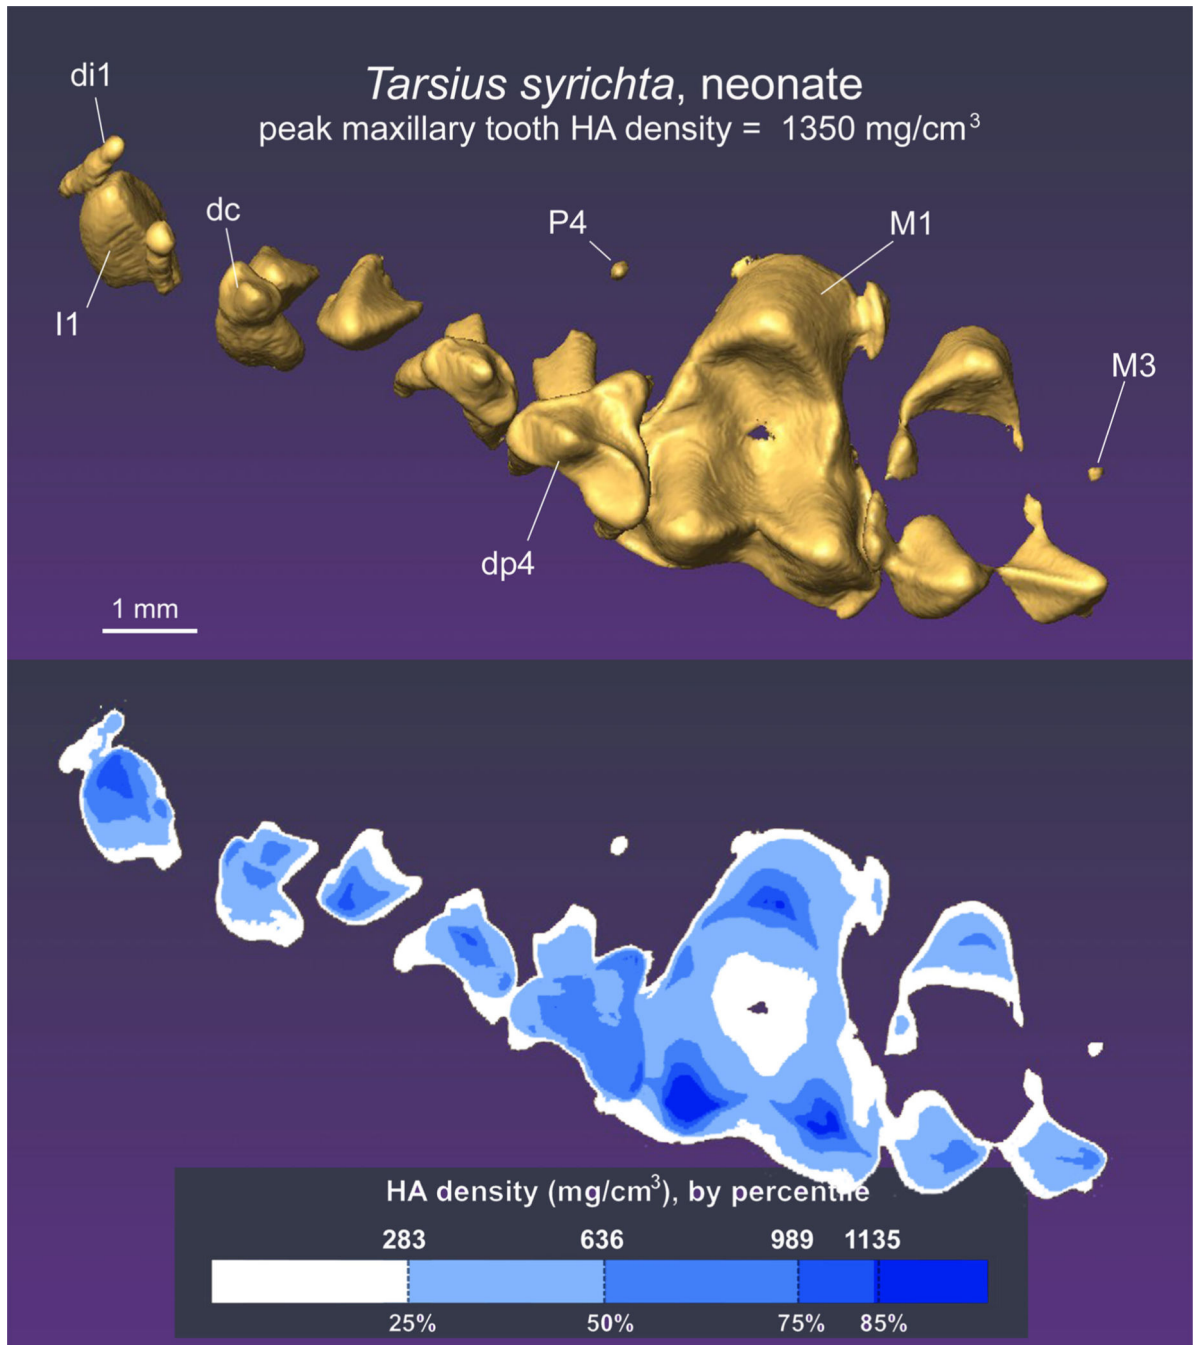 Tarsius syrichta, neonate
peak maxillary tooth HA density = 1350 mg/cm³
di1
dc
P4
M1
I1
M3
dp4
1 mm
HA density (mg/cm³), by percentile
283 636 989 1135
25% 50% 75% 85%